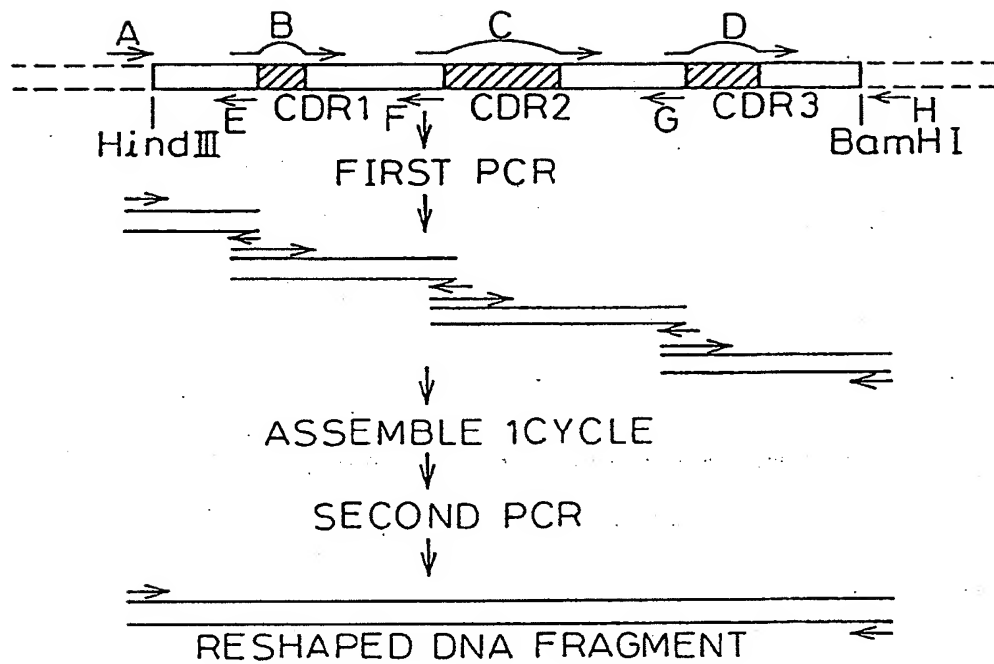 A B C D
E CDR1 F CDR2 G CDR3 H
HindIII BamHI
FIRST PCR
ASSEMBLE 1CYCLE
SECOND PCR
RESHAPED DNA FRAGMENT